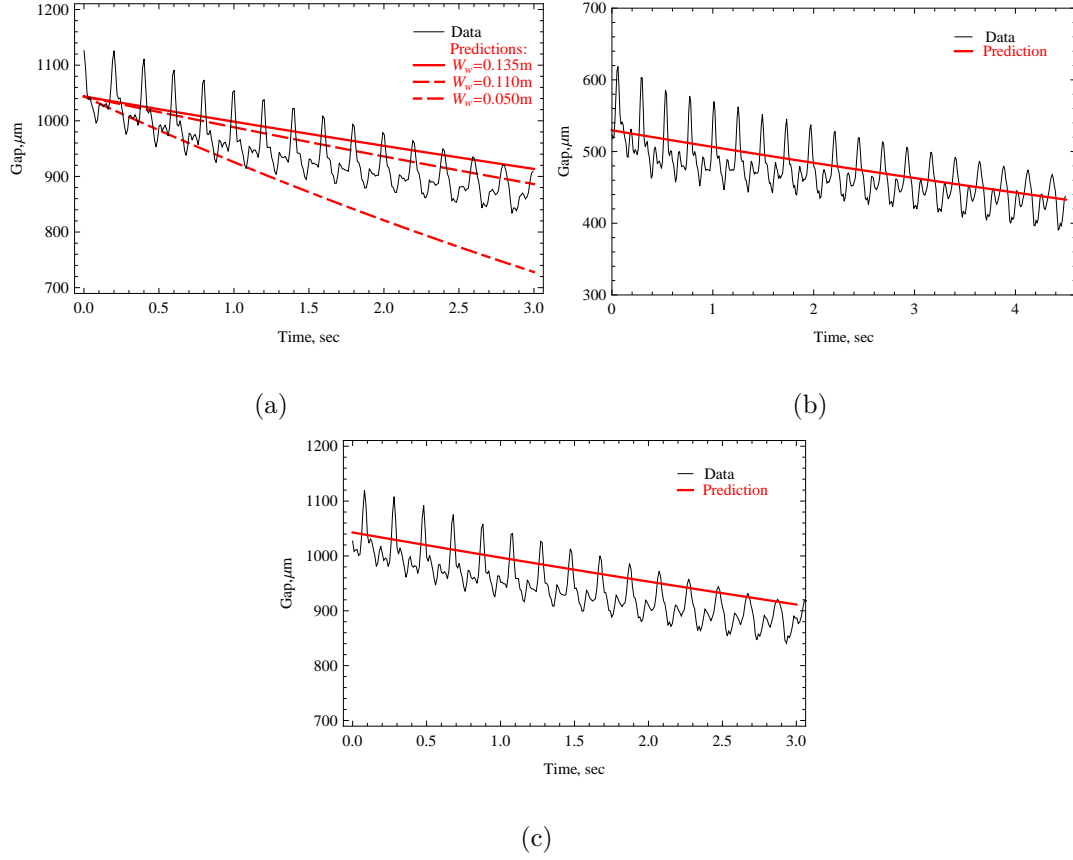 1200
1100
1000
900
800
700
Gap,μm
0.0 0.5 1.0 1.5 2.0 2.5 3.0
Time, sec
Data
Predictions:
Ww=0.135m
Ww=0.110m
Ww=0.050m
(a)
700
600
500
400
300
Gap,μm
0 1 2 3 4
Time, sec
Data
Prediction
(b)
1200
1100
1000
900
800
700
Gap,μm
0.0 0.5 1.0 1.5 2.0 2.5 3.0
Time, sec
Data
Prediction
(c)